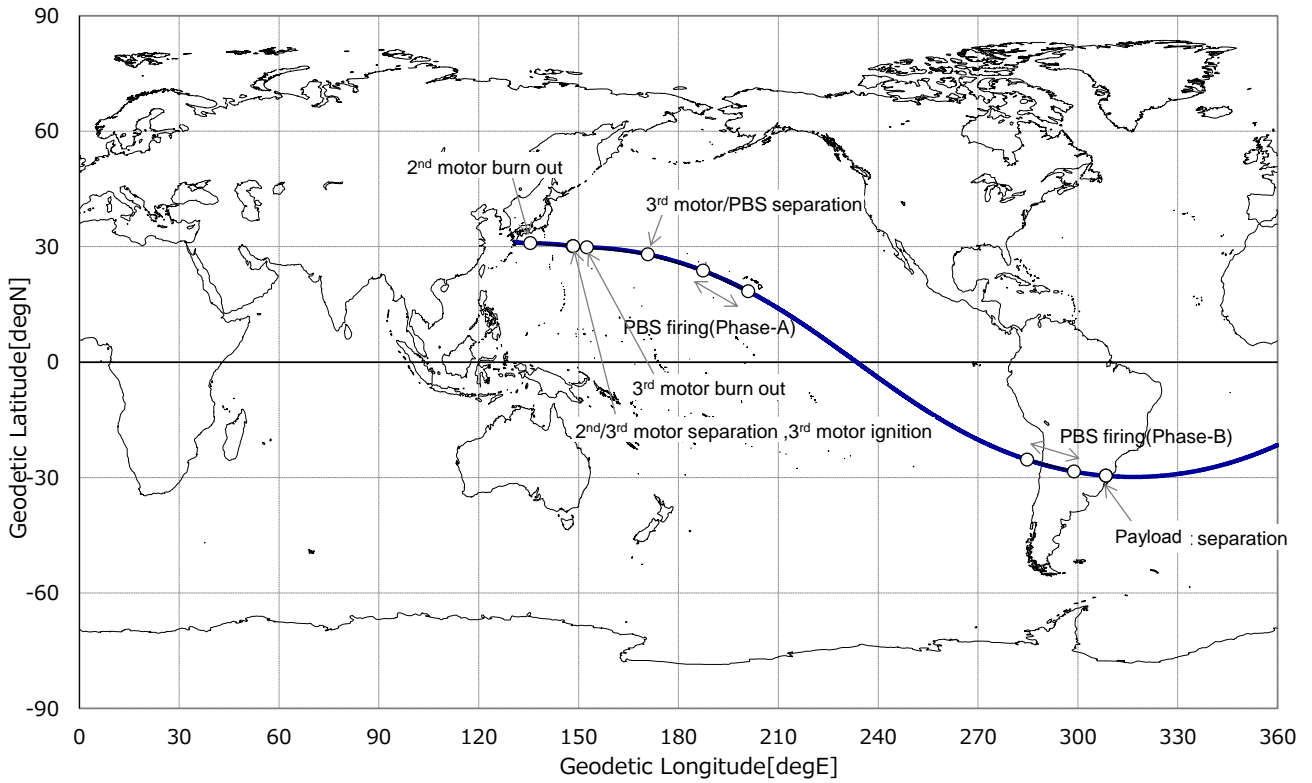 90
60
30
0
-30
-60
-90
Geodetic Latitude[degN]
2nd motor burn out
3rd motor/PBS separation
PBS firing(Phase-A)
3rd motor burn out
2nd/3rd motor separation ,3rd motor ignition
PBS firing(Phase-B)
Payload : separation
0 30 60 90 120 150 180 210 240 270 300 330 360
Geodetic Longitude[degE]